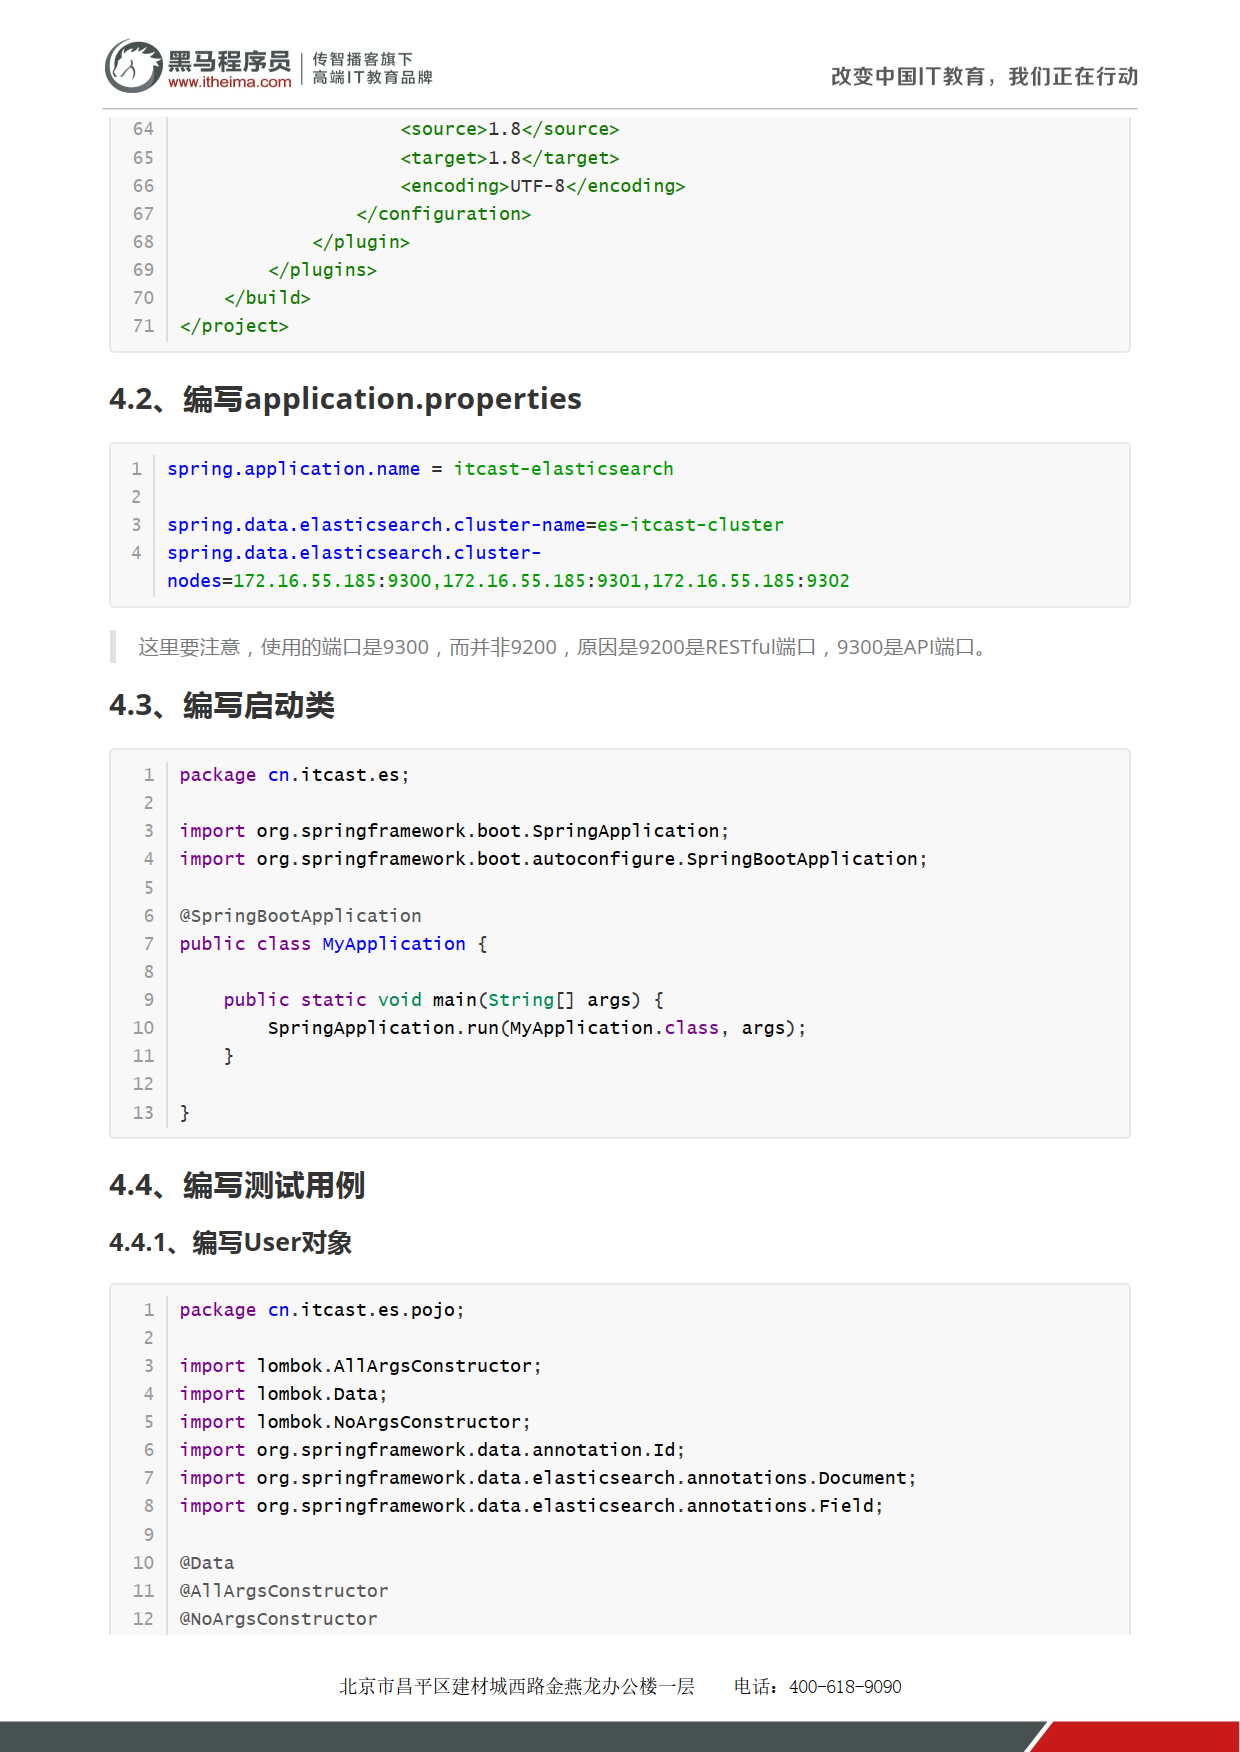 黑马程序员
www.itheima.com
传智播客旗下
高端IT教育品牌
改变中国IT教育，我们正在行动
64 <source>1.8</source>
65 <target>1.8</target>
66 <encoding>UTF-8</encoding>
67 </configuration>
68 </plugin>
69 </plugins>
70 </build>
71 </project>
4.2、编写application.properties
1 spring.application.name = itcast-elasticsearch
2
3 spring.data.elasticsearch.cluster-name=es-itcast-cluster
4 spring.data.elasticsearch.cluster-
nodes=172.16.55.185:9300,172.16.55.185:9301,172.16.55.185:9302
这里要注意，使用的端口是9300，而并非9200，原因是9200是RESTful端口，9300是API端口。
4.3、编写启动类
1 package cn.itcast.es;
2
3 import org.springframework.boot.SpringApplication;
4 import org.springframework.boot.autoconfigure.SpringBootApplication;
5
6 @SpringBootApplication
7 public class MyApplication {
8
9 public static void main(String[] args) {
10 SpringApplication.run(MyApplication.class, args);
11 }
12
13 }
4.4、编写测试用例
4.4.1、编写User对象
1 package cn.itcast.es.pojo;
2
3 import lombok.AllArgsConstructor;
4 import lombok.Data;
5 import lombok.NoArgsConstructor;
6 import org.springframework.data.annotation.Id;
7 import org.springframework.data.elasticsearch.annotations.Document;
8 import org.springframework.data.elasticsearch.annotations.Field;
9
10 @Data
11 @AllArgsConstructor
12 @NoArgsConstructor
北京市昌平区建材城西路金燕龙办公楼一层 电话：400-618-9090